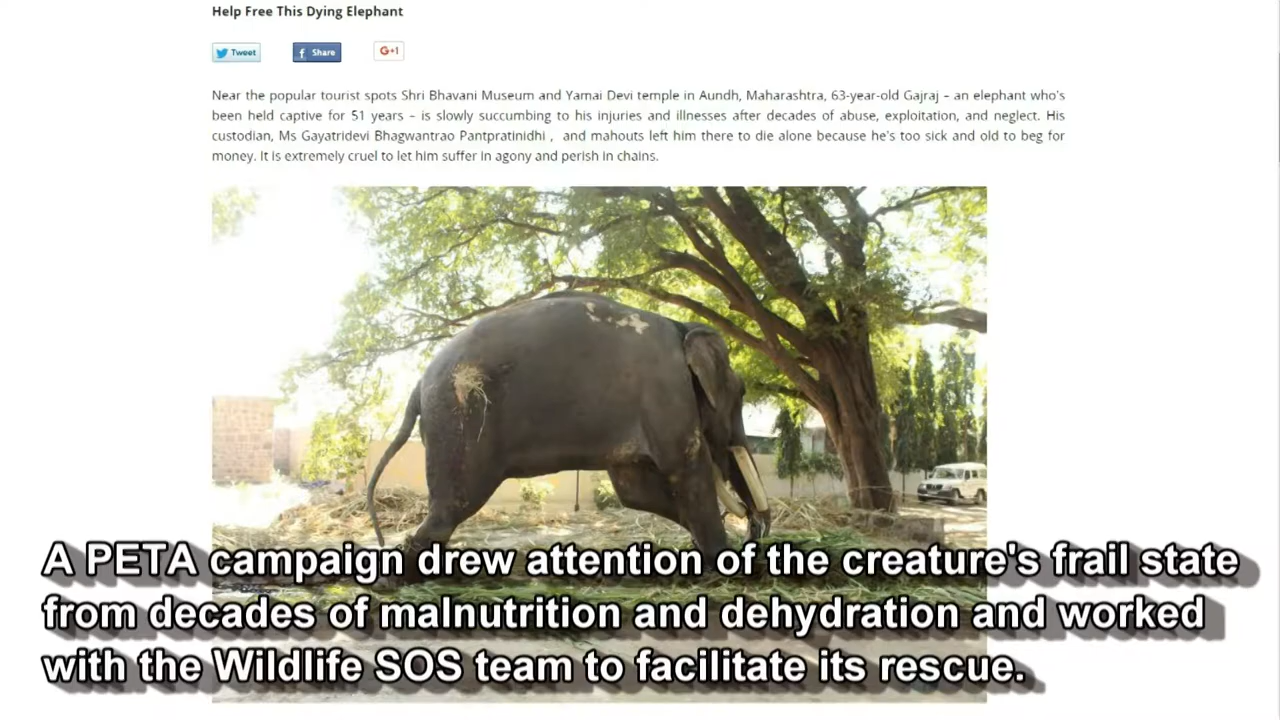 Help Free This Dying Elephant
Tweet
Share
G+1
Near the popular tourist spots Shri Bhavani Museum and Yamai Devi temple in Aundh, Maharashtra, 63-year-old Gajraj – an elephant who's
been held captive for 51 years – is slowly succumbing to his injuries and illnesses after decades of abuse, exploitation, and neglect. His
custodian, Ms Gayatridevi Bhagwantrao Pantpratinidhi , and mahouts left him there to die alone because he's too sick and old to beg for
money. It is extremely cruel to let him suffer in agony and perish in chains.
A PETA campaign drew attention of the creature's frail state
from decades of malnutrition and dehydration and worked
with the Wildlife SOS team to facilitate its rescue.